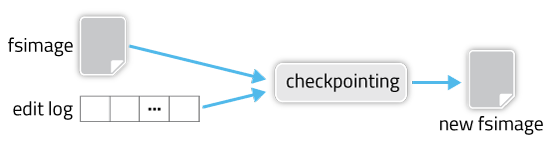 fsimage
edit log
...
checkpointing
new fsimage